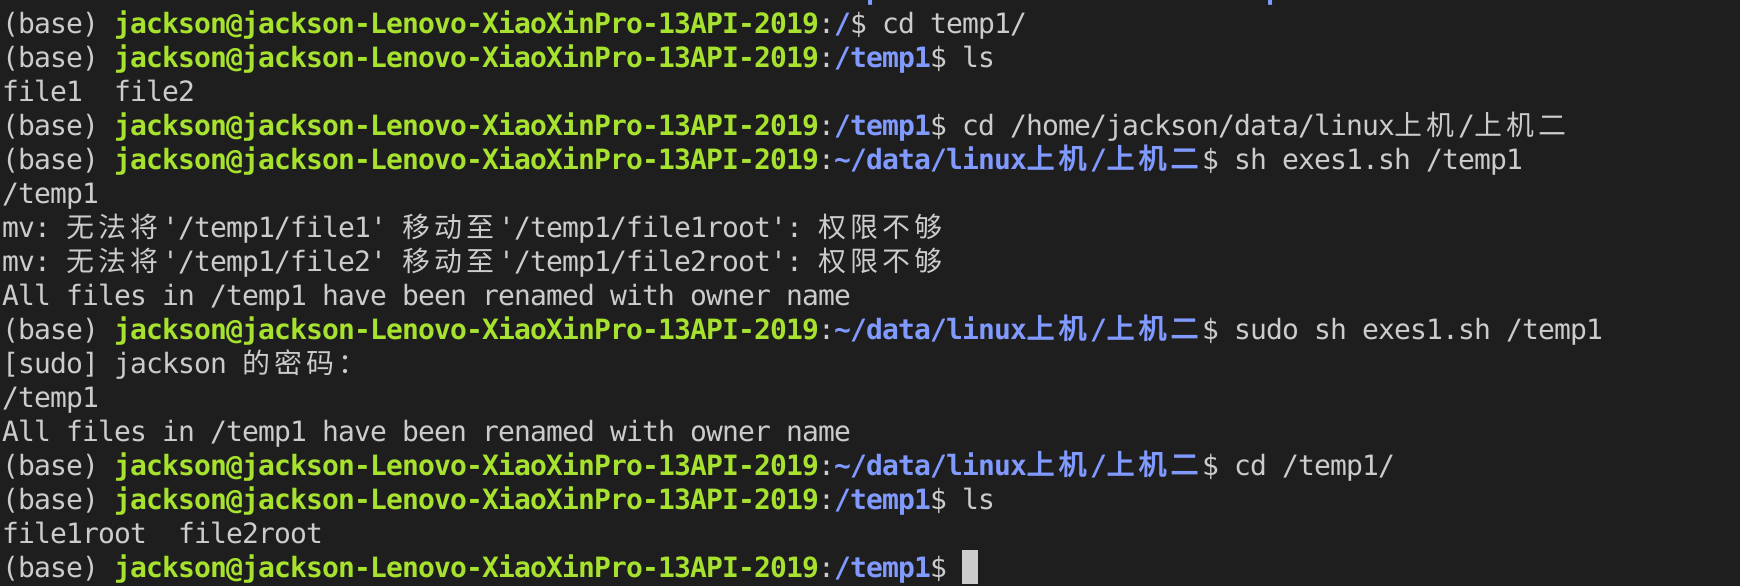 (base) jackson@jackson-Lenovo-XiaoXinPro-13API-2019:/$ cd temp1/
(base) jackson@jackson-Lenovo-XiaoXinPro-13API-2019:/temp1$ ls
file1  file2
(base) jackson@jackson-Lenovo-XiaoXinPro-13API-2019:/temp1$ cd /home/jackson/data/linux上机/上机二
(base) jackson@jackson-Lenovo-XiaoXinPro-13API-2019:~/data/linux上机/上机二$ sh exes1.sh /temp1
/temp1
mv: 无法将'/temp1/file1' 移动至'/temp1/file1root': 权限不够
mv: 无法将'/temp1/file2' 移动至'/temp1/file2root': 权限不够
All files in /temp1 have been renamed with owner name
(base) jackson@jackson-Lenovo-XiaoXinPro-13API-2019:~/data/linux上机/上机二$ sudo sh exes1.sh /temp1
[sudo] jackson 的密码：
/temp1
All files in /temp1 have been renamed with owner name
(base) jackson@jackson-Lenovo-XiaoXinPro-13API-2019:~/data/linux上机/上机二$ cd /temp1/
(base) jackson@jackson-Lenovo-XiaoXinPro-13API-2019:/temp1$ ls
file1root  file2root
(base) jackson@jackson-Lenovo-XiaoXinPro-13API-2019:/temp1$